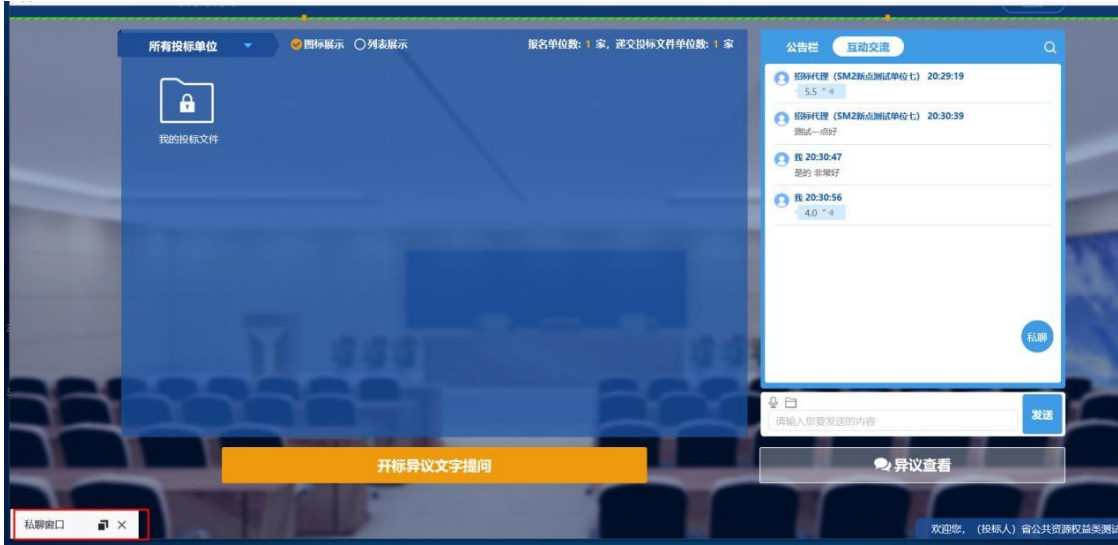 所有投标单位
图标展示 列表展示
报名单位数: 1 家, 递交投标文件单位数: 1 家
我的投标文件
公告栏 互动交流
招标代理（SM2新点测试单位七） 20:29:19
5.5 "
招标代理（SM2新点测试单位七） 20:30:39
测试一点好
我 20:30:47
是的 非常好
我 20:30:56
4.0 "
私聊
请输入您要发送的内容
发送
开标异议文字提问
异议查看
私聊窗口
欢迎您, （投标人）省公共资源权益类测试